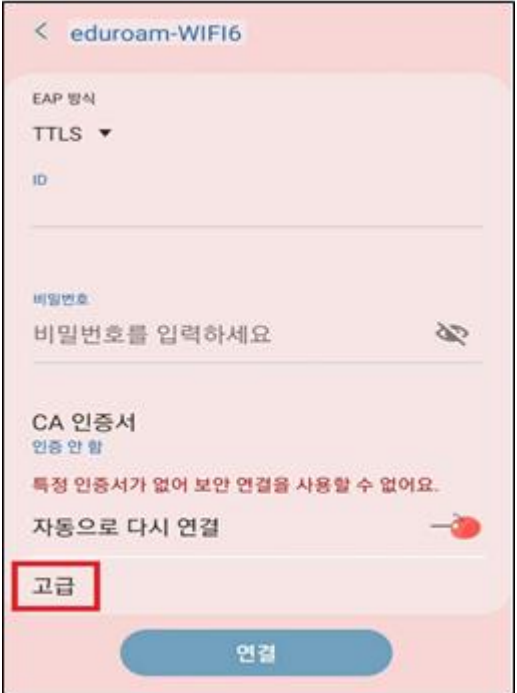 eduroam-WIFI6
EAP 방식
TTLS
ID
비밀번호
비밀번호를 입력하세요
CA 인증서
인증 안 함
특정 인증서가 없어 보안 연결을 사용할 수 없어요.
자동으로 다시 연결
고급
연결